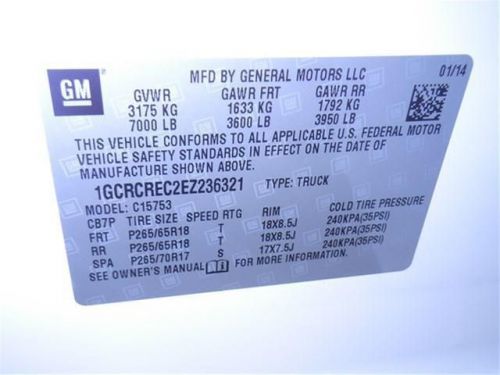 GM
MFD BY GENERAL MOTORS LLC 01/14
GVWR GAWR FRT GAWR RR
3175 KG 1633 KG 1792 KG
7000 LB 3600 LB 3950 LB
THIS VEHICLE CONFORMS TO ALL APPLICABLE U.S. FEDERAL MOTOR
VEHICLE SAFETY STANDARDS IN EFFECT ON THE DATE OF
MANUFACTURE SHOWN ABOVE.
1GCRCREC2EZ236321 TYPE: TRUCK
MODEL: C15753
CB7P TIRE SIZE SPEED RTG RIM COLD TIRE PRESSURE
FRT P265/65R18 T 18X8.5J 240KPA(35PSI)
RR P265/65R18 T 18X8.5J 240KPA(35PSI)
SPA P265/70R17 S 17X7.5J 240KPA(35PSI)
SEE OWNER'S MANUAL FOR MORE INFORMATION.